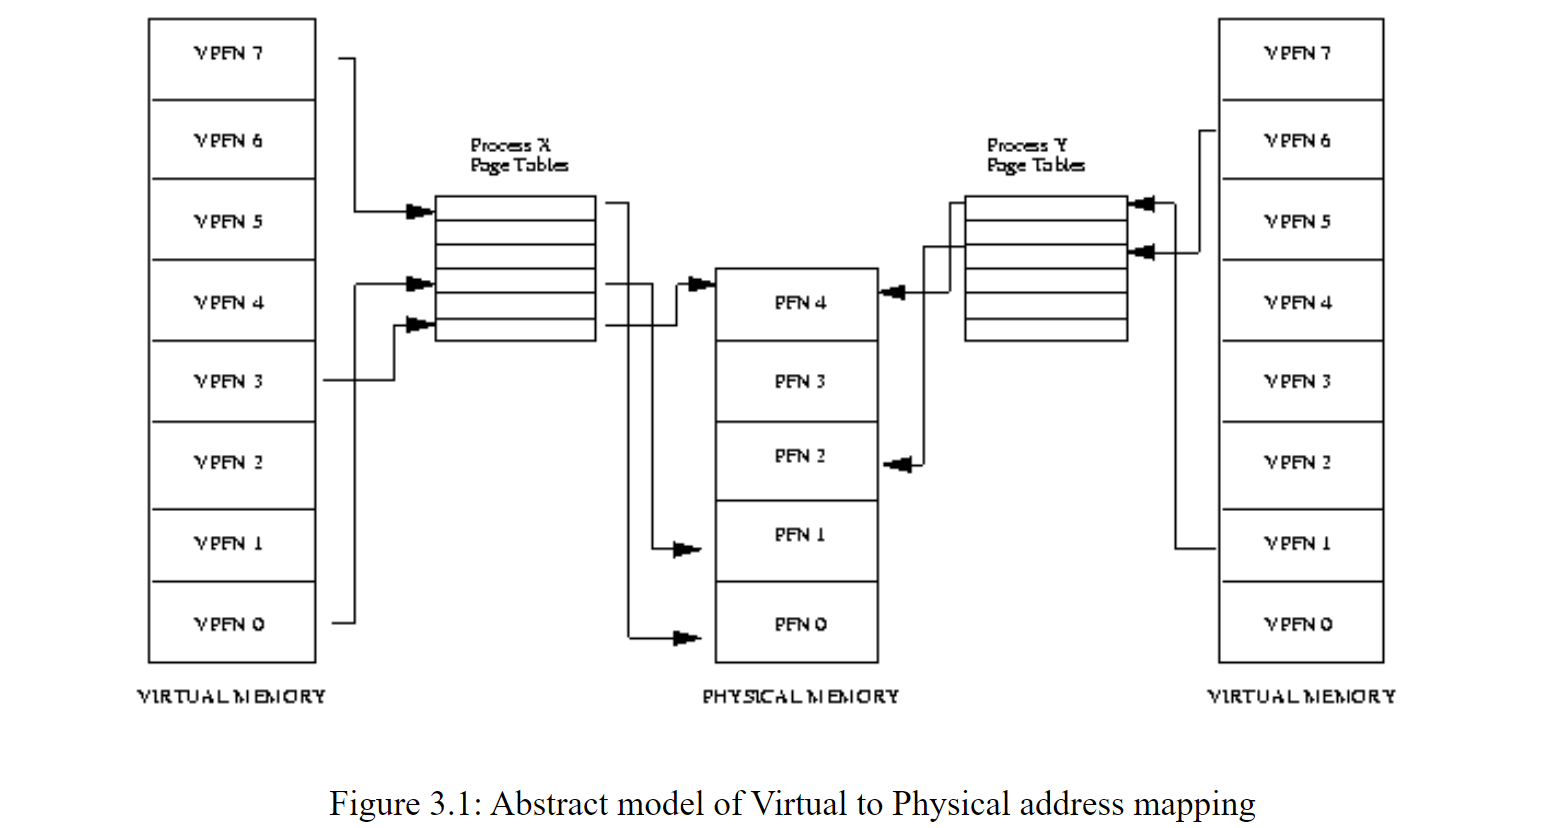 VPFN 7
VPFN 6
VPFN 5
VPFN 4
VPFN 3
VPFN 2
VPFN 1
VPFN 0
VIRTUAL MEMORY
Process X
Page Tables
PFN 4
PFN 3
PFN 2
PFN 1
PFN 0
PHYSICAL MEMORY
Process Y
Page Tables
VPFN 7
VPFN 6
VPFN 5
VPFN 4
VPFN 3
VPFN 2
VPFN 1
VPFN 0
VIRTUAL MEMORY
Figure 3.1: Abstract model of Virtual to Physical address mapping